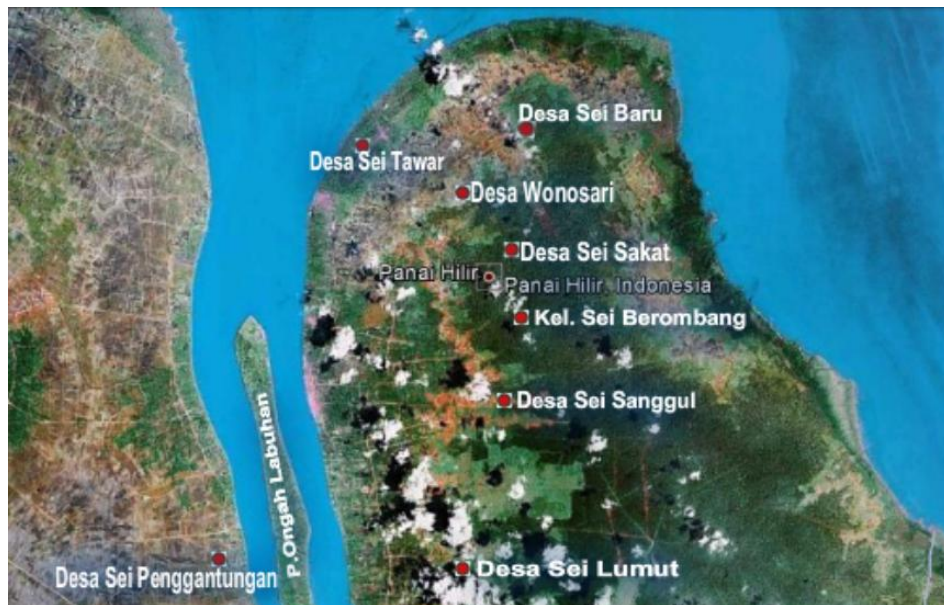 Desa Sei Baru
Desa Sei Tawar
Desa Wonosari
Desa Sei Sakat
Panai Hilir
Panai Hilir, Indonesia
Kel. Sei Berombang
Desa Sei Sanggul
P.Ongah Labuhan
Desa Sei Penggantungan
Desa Sei Lumut